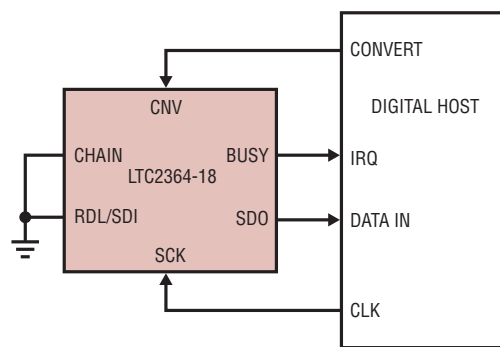 CONVERT
CNV
DIGITAL HOST
CHAIN
BUSY
IRQ
LTC2364-18
RDL/SDI
SDO
DATA IN
SCK
CLK